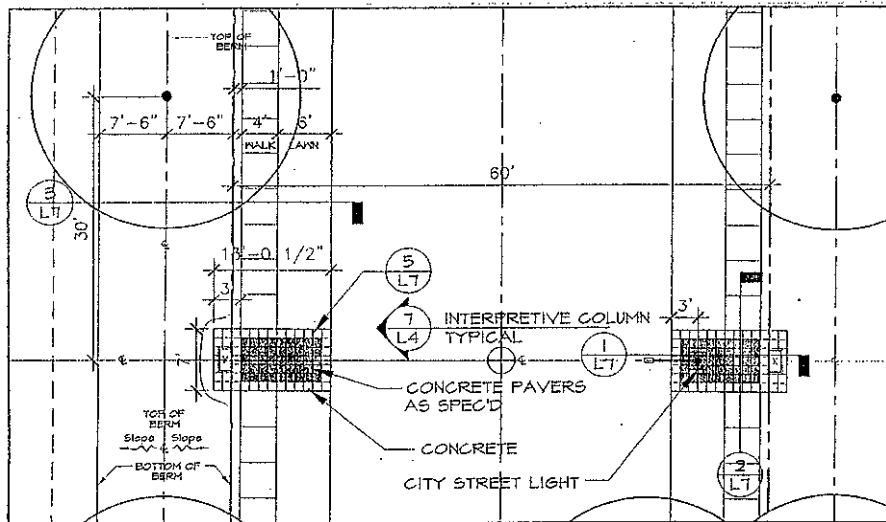 TOP OF
BERM
1'-0"
7'-6" 7'-6" 4' 6'
WALK LAWN
60'
3
L7
30'
13'-0 1/2"
3'
5
L7
7
L4
INTERPRETIVE COLUMN
TYPICAL
3'
1
L7
7'
CONCRETE PAVERS
AS SPEC'D
TOP OF
BERM
Slope Slope
CONCRETE
BOTTOM OF
BERM
CITY STREET LIGHT
2
L7